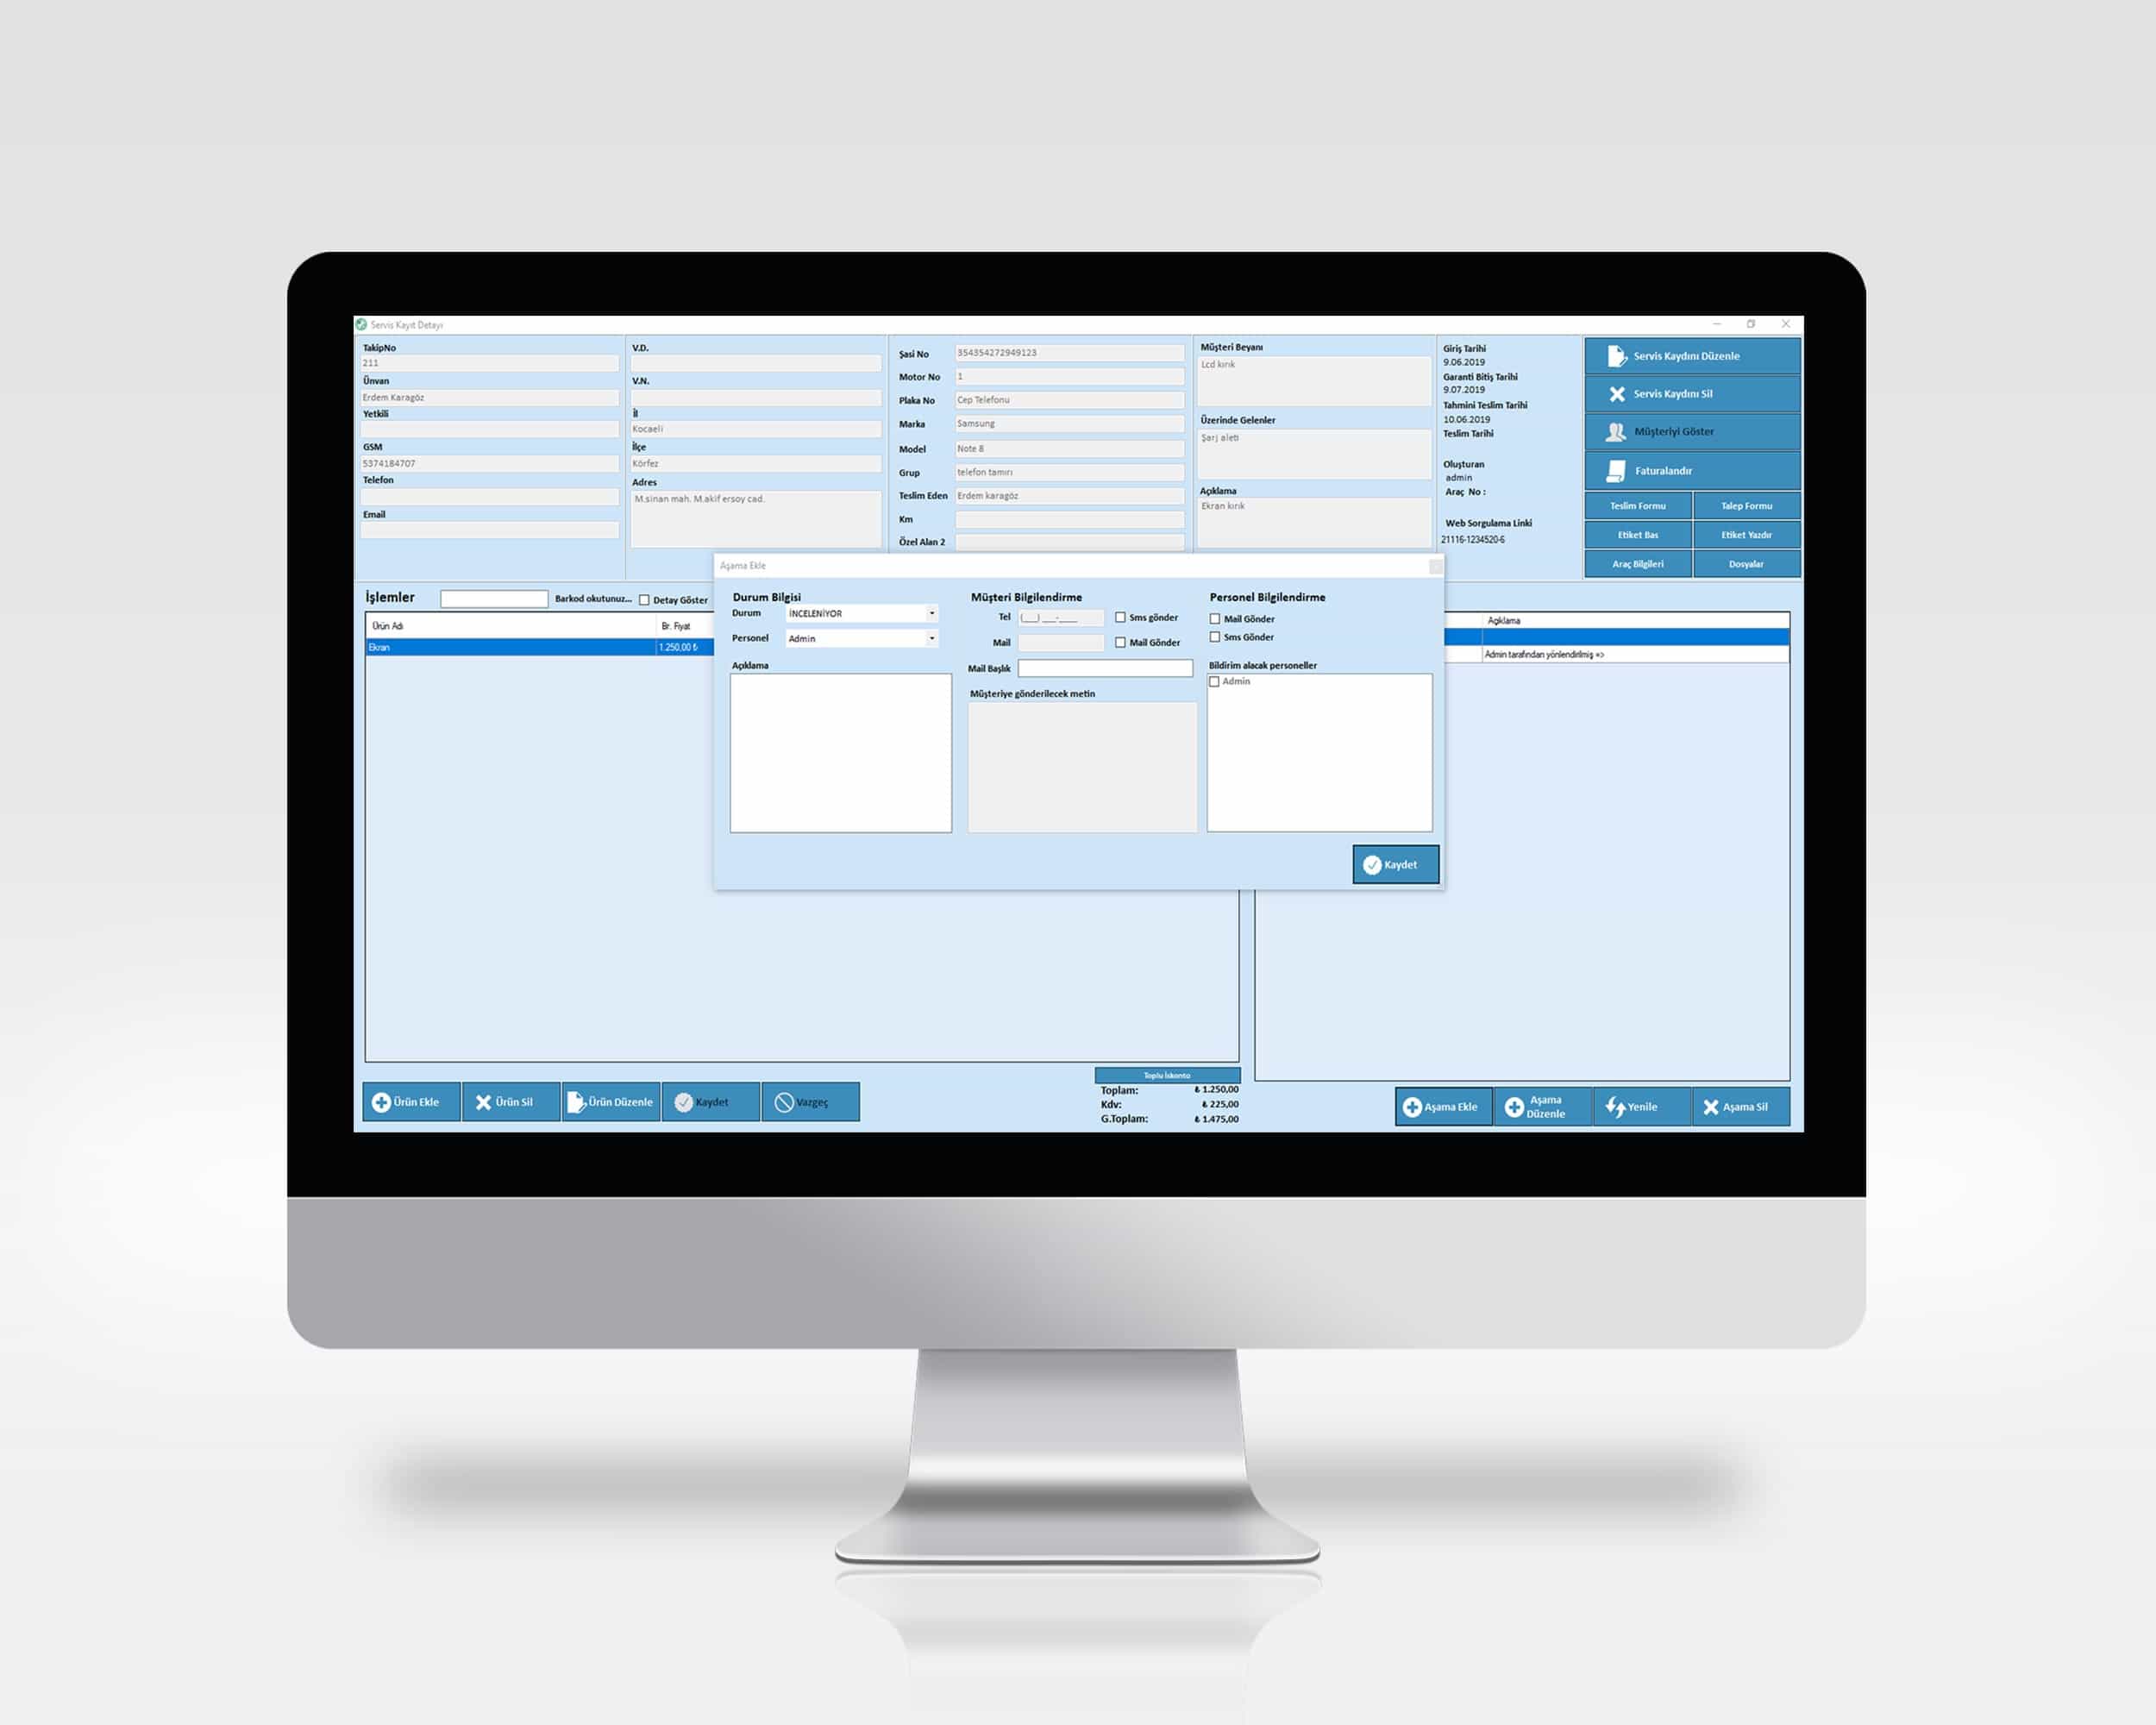 Servis Kayıt Detayı
TakipNo
211
Ünvan
Erdem Karagöz
Yetkili
GSM
5374184707
Telefon
Email
V.D.
V.N.
İl
Kocaeli
İlçe
Körfez
Adres
M.sinan mah. M.akif ersoy cad.
Şasi No 354354272949123
Motor No 1
Plaka No Cep Telefonu
Marka Samsung
Model Note 8
Grup telefon tamiri
Teslim Eden Erdem karagöz
Km
Özel Alan 2
Müşteri Beyanı
Lcd kırık
Üzerinde Gelenler
Şarj aleti
Açıklama
Ekran kırık
Giriş Tarihi
9.06.2019
Garanti Bitiş Tarihi
9.07.2019
Tahmini Teslim Tarihi
10.06.2019
Teslim Tarihi
Oluşturan
admin
Araç No :
Web Sorgulama Linki
21116-1234520-6
Servis Kaydını Düzenle
Servis Kaydını Sil
Müşteriyi Göster
Faturalandır
Teslim Formu Talep Formu
Etiket Bas Etiket Yazdır
Araç Bilgileri Dosyalar
İşlemler Barkod okutunuz... Detay Göster
Ürün Adı Br. Fiyat
Ekran 1.250,00 ₺
Aşama Ekle
Durum Bilgisi
Durum İNCELENİYOR
Personel Admin
Açıklama
Müşteri Bilgilendirme
Tel (___) ___-____ Sms gönder
Mail Mail Gönder
Mail Başlık
Müşteriye gönderilecek metin
Personel Bilgilendirme
Mail Gönder
Sms Gönder
Bildirim alacak personeller
Admin
Kaydet
Açıklama
Admin tarafından yönlendirilmiş =>
Ürün Ekle Ürün Sil Ürün Düzenle Kaydet Vazgeç
Toplu İskonto
Toplam: ₺ 1.250,00
Kdv: ₺ 225,00
G.Toplam: ₺ 1.475,00
Aşama Ekle Aşama Düzenle Yenile Aşama Sil